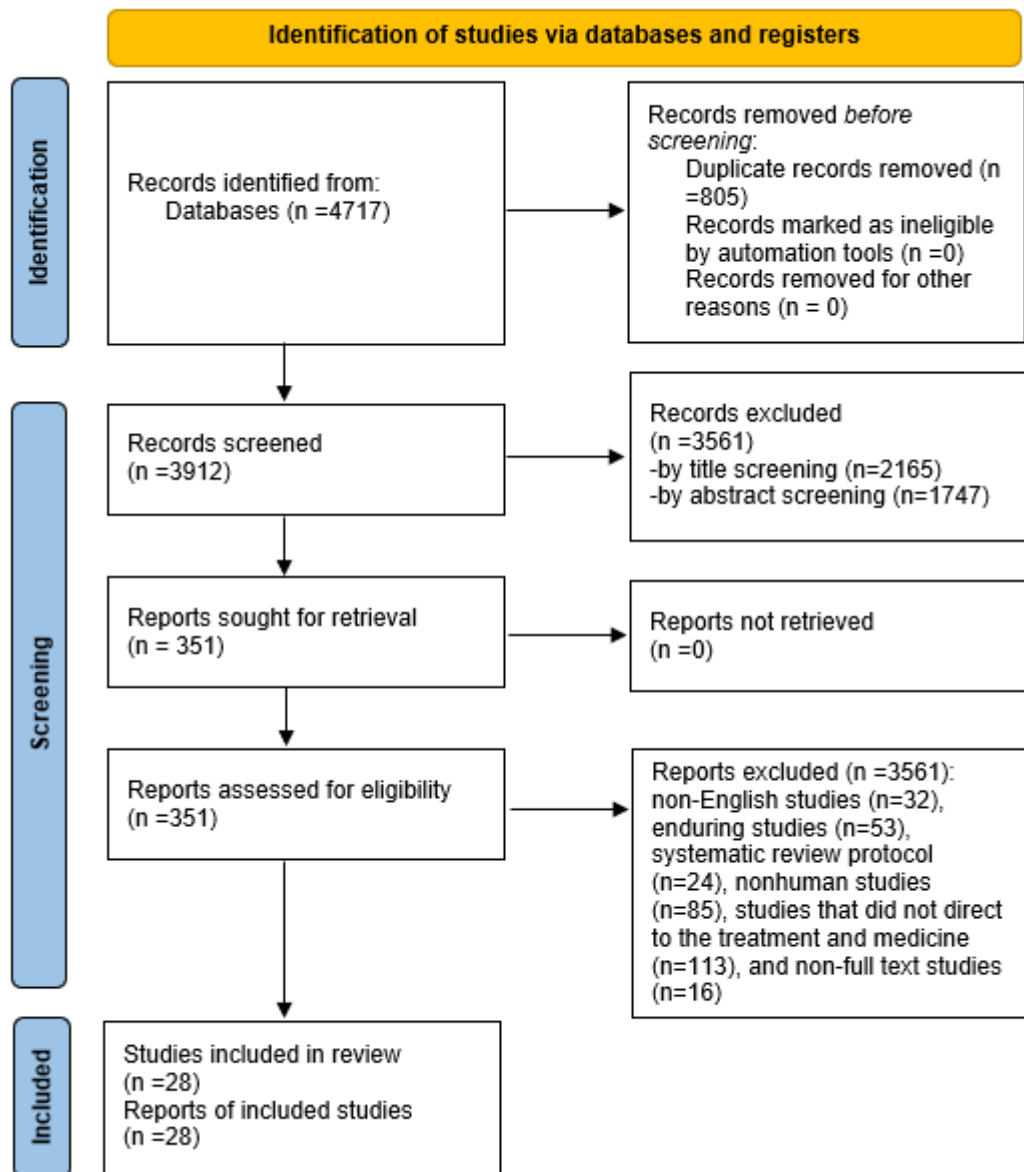 Identification of studies via databases and registers
Identification
Records identified from:
Databases (n =4717)
Records removed before
screening:
Duplicate records removed (n
=805)
Records marked as ineligible
by automation tools (n =0)
Records removed for other
reasons (n = 0)
Screening
Records screened
(n =3912)
Records excluded
(n =3561)
-by title screening (n=2165)
-by abstract screening (n=1747)
Reports sought for retrieval
(n = 351)
Reports not retrieved
(n =0)
Reports assessed for eligibility
(n =351)
Reports excluded (n =3561):
non-English studies (n=32),
enduring studies (n=53),
systematic review protocol
(n=24), nonhuman studies
(n=85), studies that did not direct
to the treatment and medicine
(n=113), and non-full text studies
(n=16)
Included
Studies included in review
(n =28)
Reports of included studies
(n =28)